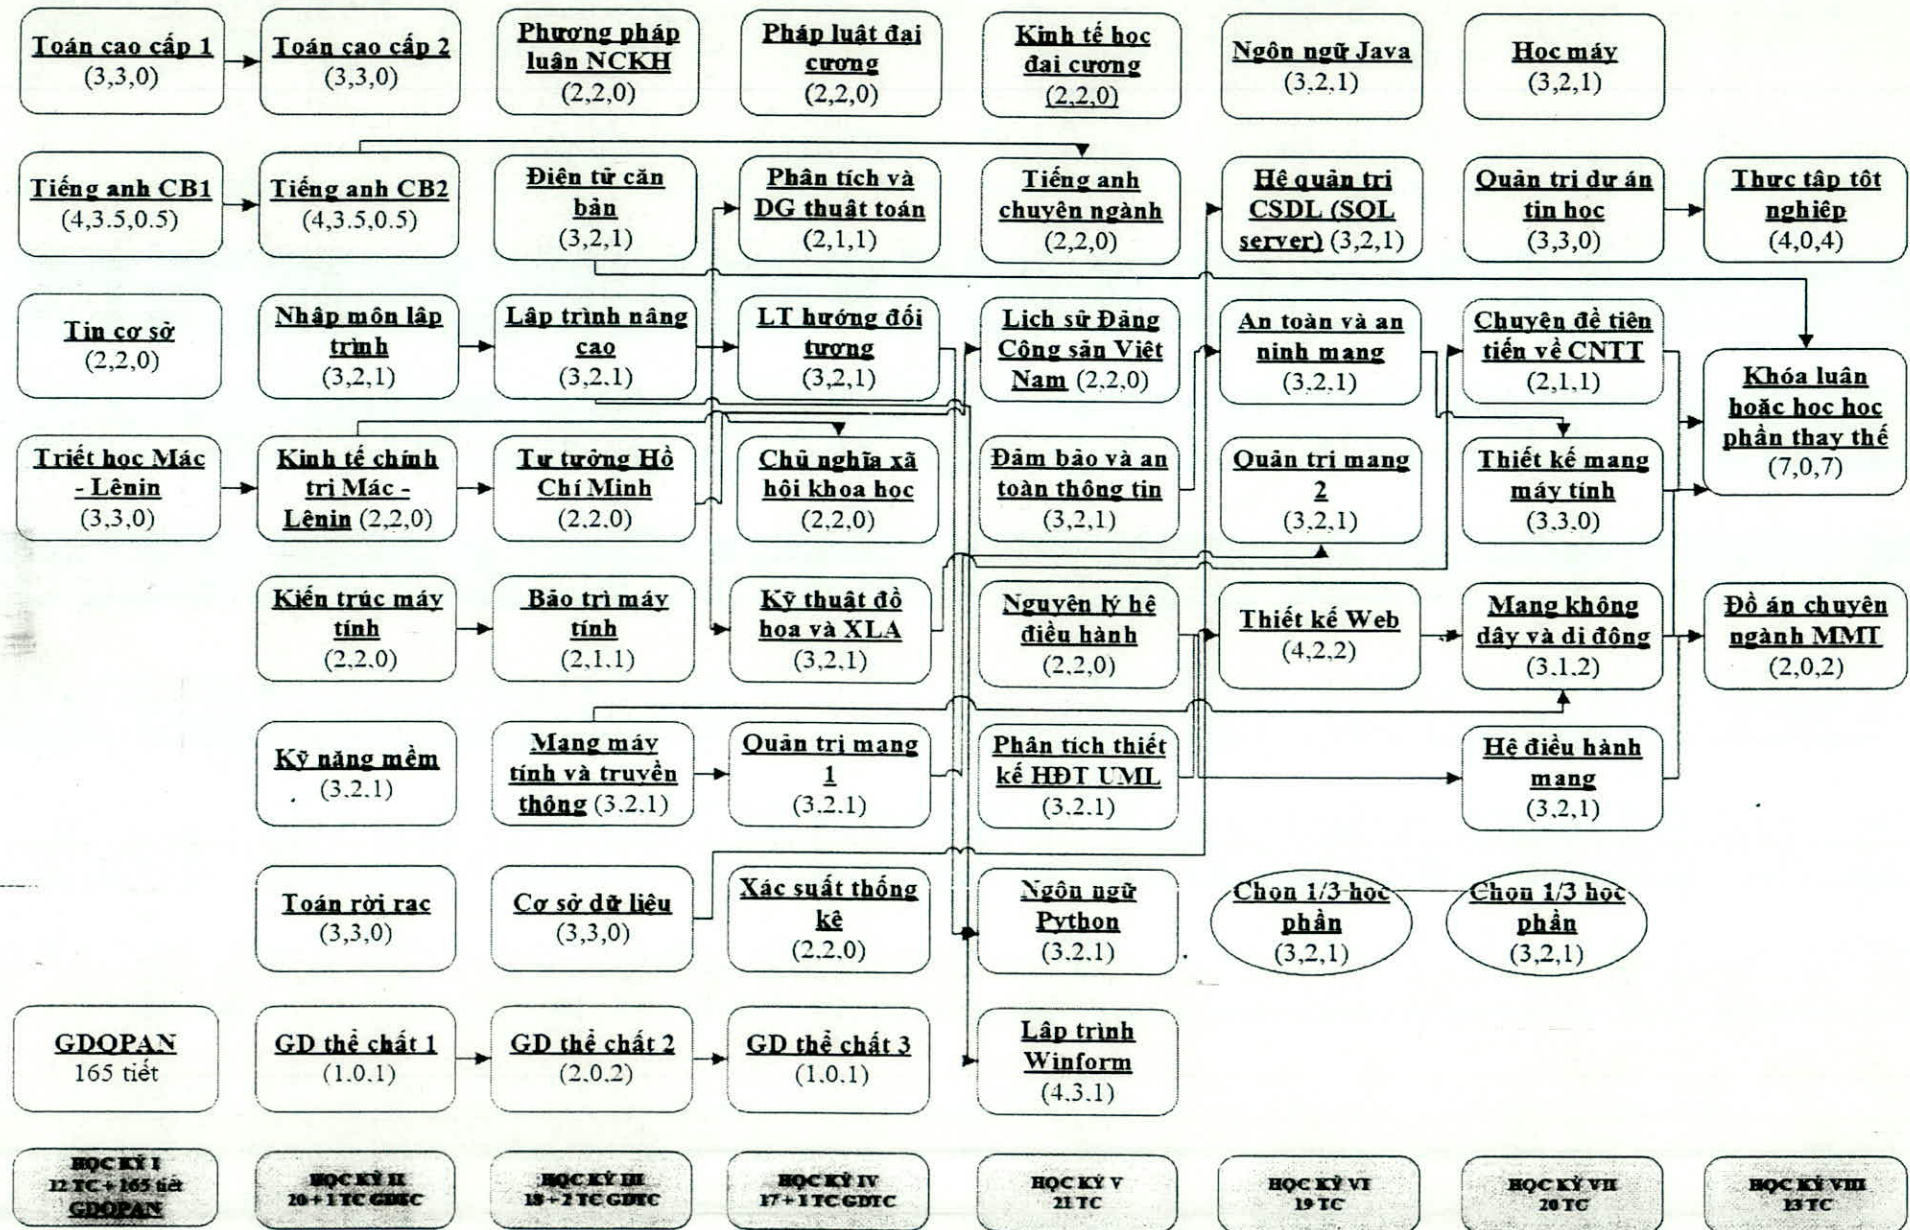 Toán cao cấp 1
(3,3,0)
Toán cao cấp 2
(3,3,0)
Phương pháp
luận NCKH
(2,2,0)
Pháp luật đại
cương
(2,2,0)
Kinh tế học
đại cương
(2,2,0)
Ngôn ngữ Java
(3,2,1)
Học máy
(3,2,1)
Tiếng anh CB1
(4,3.5,0.5)
Tiếng anh CB2
(4,3.5,0.5)
Điện tử căn
bản
(3,2,1)
Phân tích và
DG thuật toán
(2,1,1)
Tiếng anh
chuyên ngành
(2,2,0)
Hệ quản trị
CSDL (SQL
server) (3,2,1)
Quản trị dự án
tin học
(3,3,0)
Thực tập tốt
nghiệp
(4,0,4)
Tin cơ sở
(2,2,0)
Nhập môn lập
trình
(3,2,1)
Lập trình nâng
cao
(3,2.1)
LT hướng đối
tượng
(3,2,1)
Lịch sử Đảng
Công sản Việt
Nam (2,2,0)
An toàn và an
ninh mạng
(3.2.1)
Chuyên đề tiên
tiến về CNTT
(2,1,1)
Khóa luận
hoặc học học
phần thay thế
(7,0,7)
Triết học Mác
- Lênin
(3,3,0)
Kinh tế chính
trị Mác -
Lênin (2,2,0)
Tư tưởng Hồ
Chí Minh
(2.2.0)
Chủ nghĩa xã
hội khoa học
(2,2,0)
Đảm bảo và an
toàn thông tin
(3,2,1)
Quản trị mạng
2
(3.2,1)
Thiết kế mạng
máy tính
(3.3.0)
Kiến trúc máy
tính
(2,2.0)
Bảo trì máy
tính
(2,1.1)
Kỹ thuật đồ
họa và XLA
(3,2,1)
Nguyên lý hệ
điều hành
(2,2,0)
Thiết kế Web
(4,2,2)
Mạng không
dây và di động
(3.1.2)
Đồ án chuyên
ngành MMT
(2,0,2)
Kỹ năng mềm
(3.2.1)
Mạng máy
tính và truyền
thông (3.2.1)
Quản trị mạng
1
(3.2.1)
Phân tích thiết
kế HĐT UML
(3.2.1)
Hệ điều hành
mạng
(3,2,1)
Toán rời rạc
(3,3,0)
Cơ sở dữ liệu
(3,3,0)
Xác suất thống
kê
(2,2.0)
Ngôn ngữ
Python
(3.2.1)
Chọn 1/3 học
phần
(3,2,1)
Chọn 1/3 học
phần
(3,2,1)
GDQPAN
165 tiết
GD thể chất 1
(1.0.1)
GD thể chất 2
(2.0.2)
GD thể chất 3
(1.0.1)
Lập trình
Winform
(4.3.1)
HỌC KỲ I
12 TC + 165 tiết
GDQPAN
HỌC KỲ II
20 + 1 TC GDTC
HỌC KỲ III
18 + 2 TC GDTC
HỌC KỲ IV
17 + 1 TC GDTC
HỌC KỲ V
21 TC
HỌC KỲ VI
19 TC
HỌC KỲ VII
20 TC
HỌC KỲ VIII
13 TC